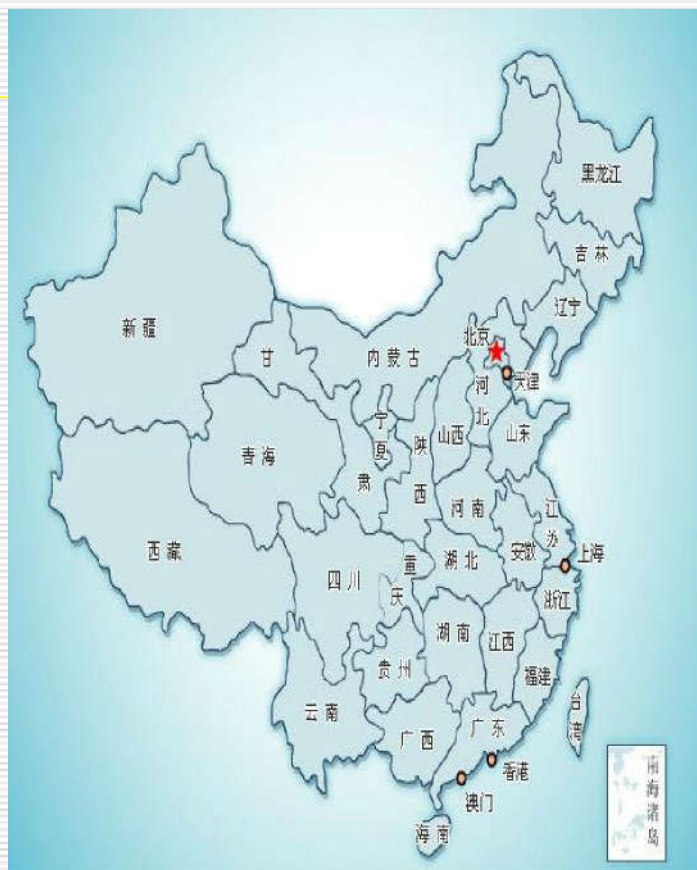 黑龙江
吉林
辽宁
新疆
北京
甘
肃
内蒙古
天津
河
北
宁
夏
山西
山东
陕
西
青海
河南
江
苏
西藏
安徽
上海
重
庆
湖北
四川
浙江
湖南
江西
贵州
福建
云南
台
湾
广西
广东
香港
澳门
海南
南
海
诸
岛